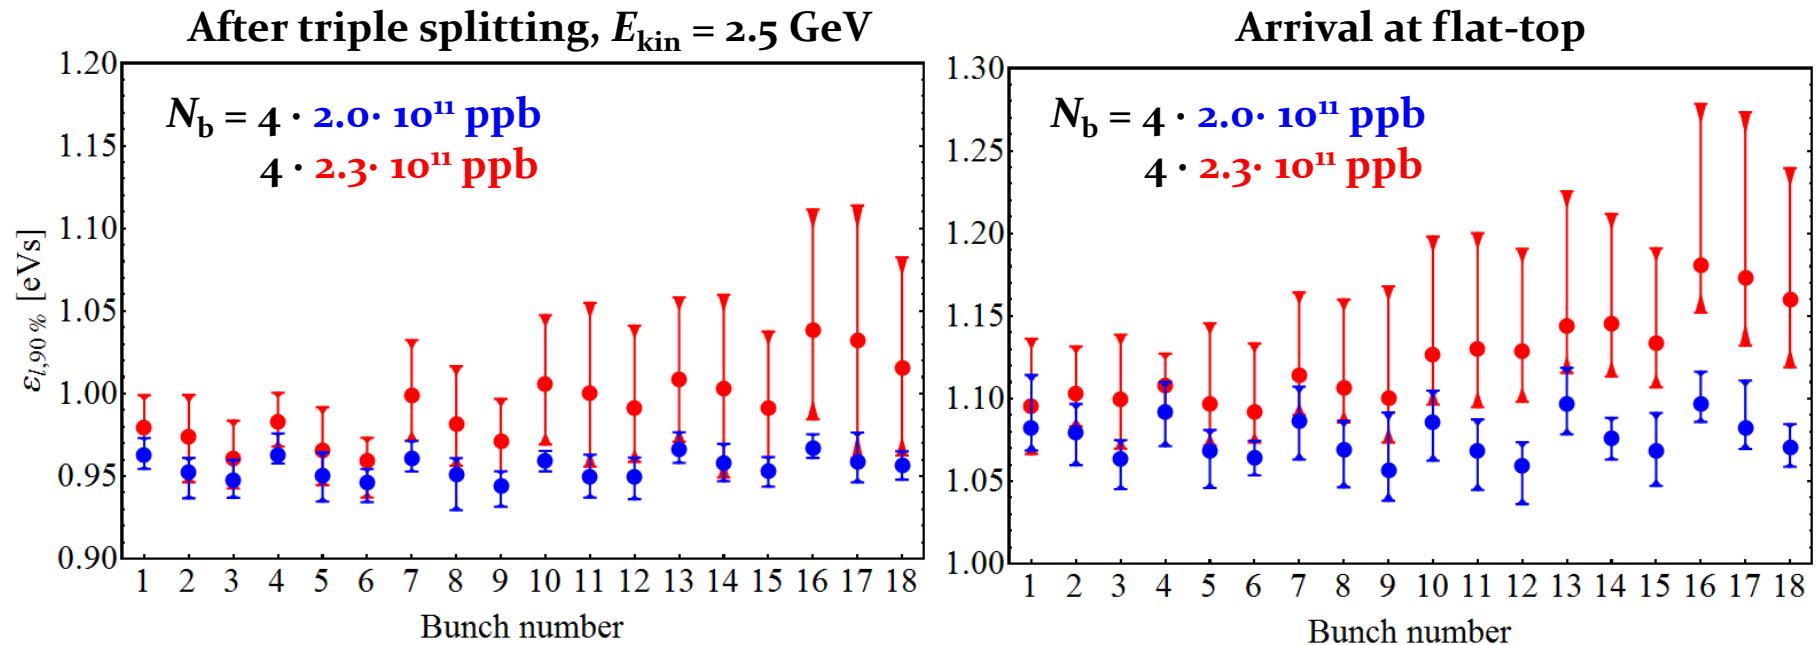 After triple splitting, Ekin = 2.5 GeV
Nb = 4 · 2.0· 10¹¹ ppb
4 · 2.3· 10¹¹ ppb
1.20
1.15
1.10
1.05
1.00
0.95
0.90
εl,90 % [eVs]
1 2 3 4 5 6 7 8 9 10 11 12 13 14 15 16 17 18
Bunch number
Arrival at flat-top
Nb = 4 · 2.0· 10¹¹ ppb
4 · 2.3· 10¹¹ ppb
1.30
1.25
1.20
1.15
1.10
1.05
1.00
1 2 3 4 5 6 7 8 9 10 11 12 13 14 15 16 17 18
Bunch number